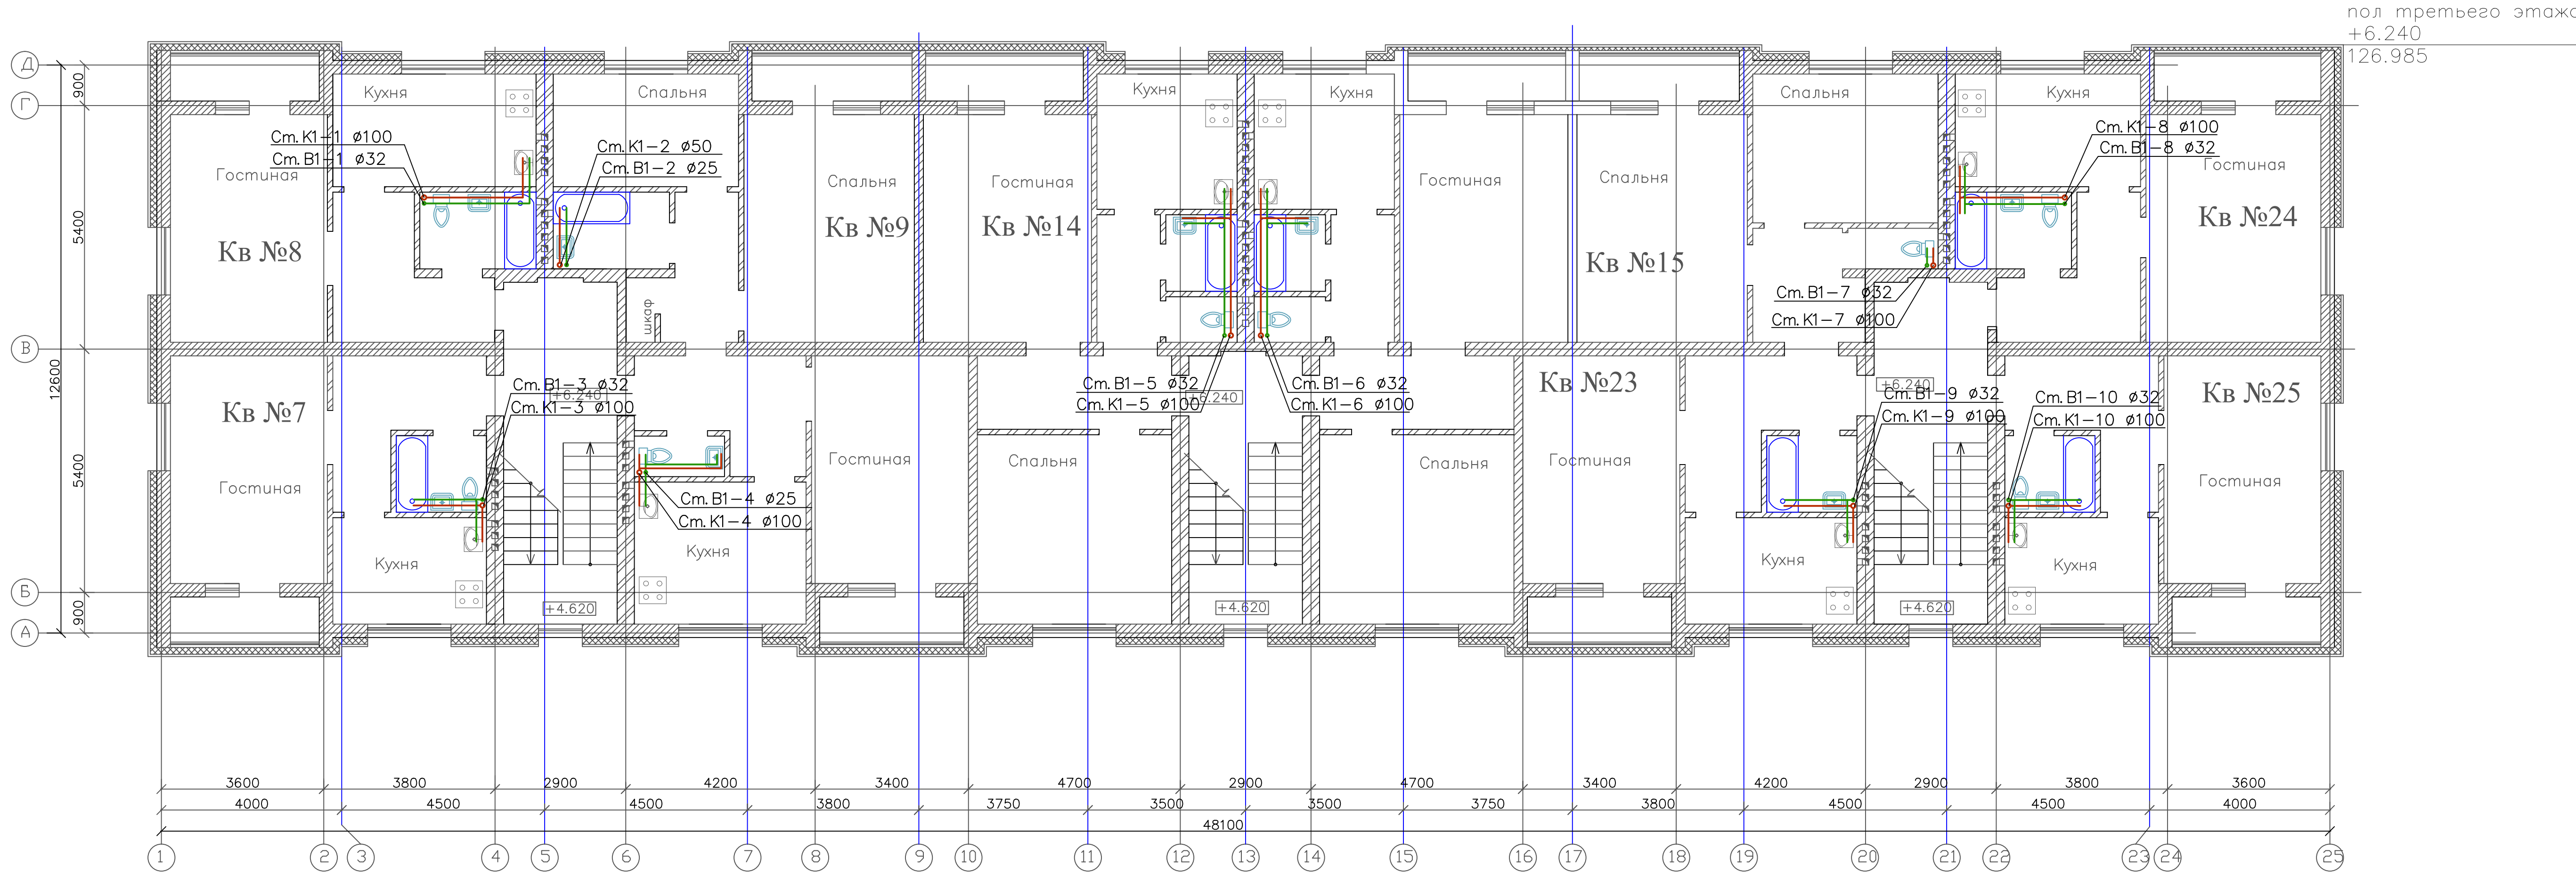 пол третьего этажа
+6.240
126.985
Д
Г
В
Б
А
900
5400
5400
900
12600
Кухня
Спальня
Кухня
Кухня
Спальня
Кухня
Ст.К1-1 ø100
Ст.В1-1 ø32
Ст.К1-2 ø50
Ст.В1-2 ø25
Ст.К1-8 ø100
Ст.В1-8 ø32
Гостиная
Спальня
Гостиная
Гостиная
Спальня
Гостиная
Кв №8
Кв №9
Кв №14
Кв №15
Кв №24
шкаф
Ст.В1-7 ø32
Ст.К1-7 ø100
Ст.В1-3 ø32
+6.240
Ст.К1-3 ø100
Ст.В1-5 ø32
+6.240
Ст.К1-5 ø100
Ст.В1-6 ø32
Ст.К1-6 ø100
Кв №23
+6.240
Ст.В1-9 ø32
Ст.К1-9 ø100
Ст.В1-10 ø32
Ст.К1-10 ø100
Кв №25
Кв №7
Гостиная
Гостиная
Спальня
Спальня
Гостиная
Гостиная
Ст.В1-4 ø25
Ст.К1-4 ø100
Кухня
Кухня
Кухня
Кухня
+4.620
+4.620
+4.620
3600 3800 2900 4200 3400 4700 2900 4700 3400 4200 2900 3800 3600
4000 4500 4500 3800 3750 3500 3500 3750 3800 4500 4500 4000
48100
1 2 3 4 5 6 7 8 9 10 11 12 13 14 15 16 17 18 19 20 21 22 23 24 25